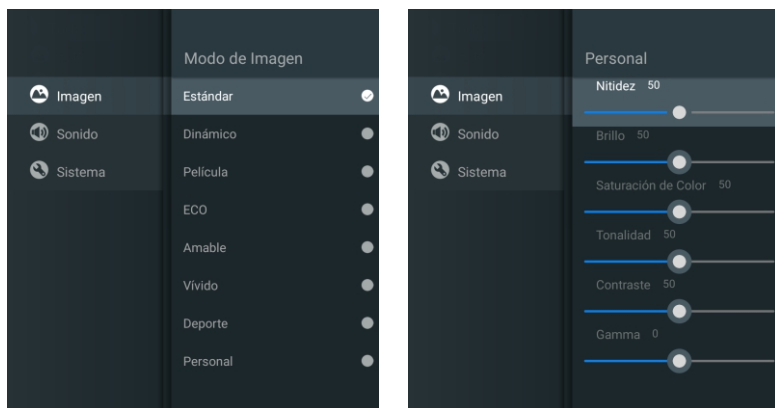 Modo de Imagen
Imagen
Estándar
Sonido
Dinámico
Sistema
Película
ECO
Amable
Vívido
Deporte
Personal
Personal
Nitidez 50
Imagen
Sonido
Brillo 50
Sistema
Saturación de Color 50
Tonalidad 50
Contraste 50
Gamma 0